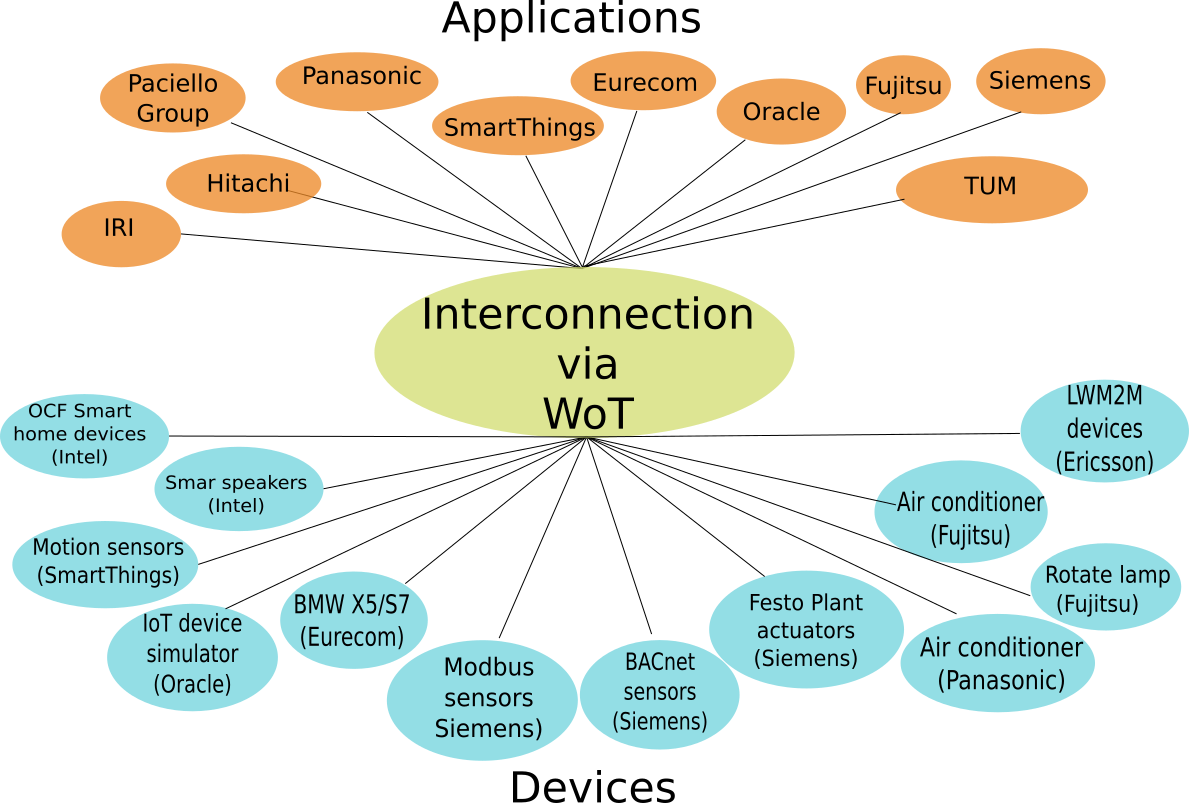 Applications
Paciello
Group
Panasonic
SmartThings
Eurecom
Oracle
Fujitsu
Siemens
Hitachi
TUM
IRI
Interconnection
via
WoT
OCF Smart
home devices
(Intel)
Smar speakers
(Intel)
Motion sensors
(SmartThings)
IoT device
simulator
(Oracle)
BMW X5/S7
(Eurecom)
Modbus
sensors
Siemens)
BACnet
sensors
(Siemens)
Festo Plant
actuators
(Siemens)
Air conditioner
(Panasonic)
Rotate lamp
(Fujitsu)
Air conditioner
(Fujitsu)
LWM2M
devices
(Ericsson)
Devices